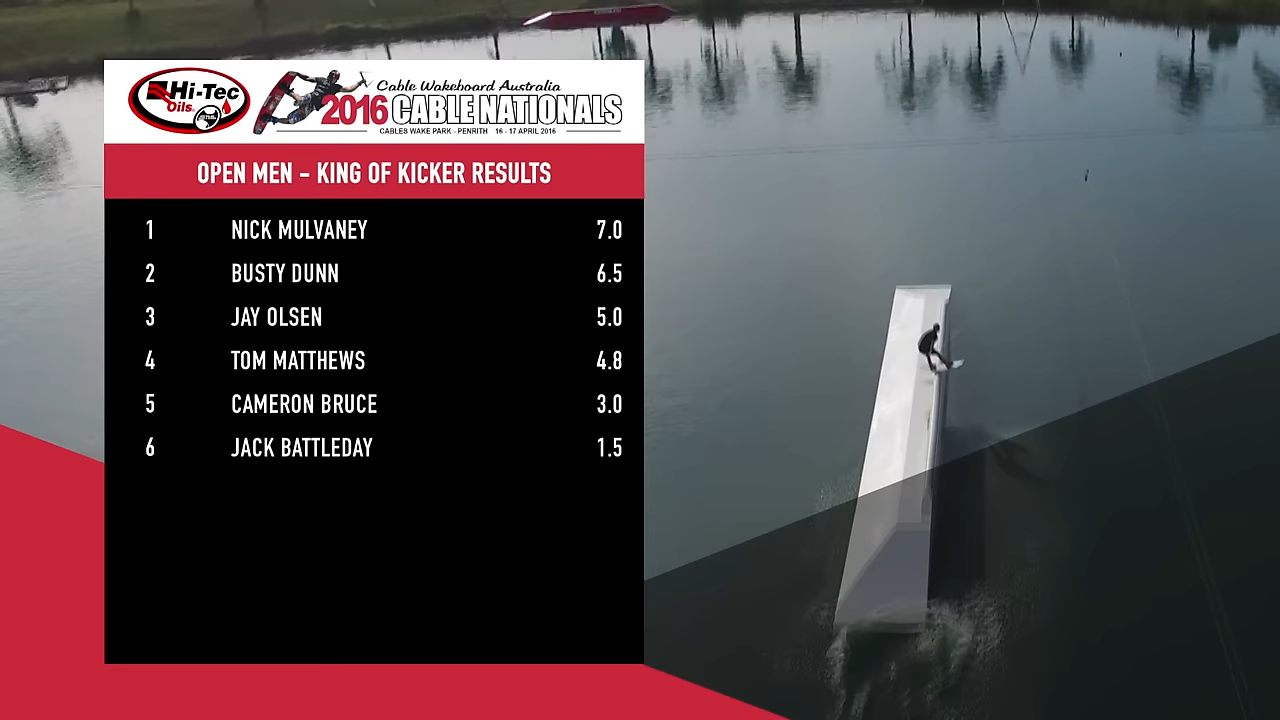 Hi-Tec
Oils
Cable Wakeboard Australia
2016 CABLE NATIONALS
CABLES WAKE PARK - PENRITH 16 - 17 APRIL 2016
OPEN MEN - KING OF KICKER RESULTS
1 NICK MULVANEY 7.0
2 BUSTY DUNN 6.5
3 JAY OLSEN 5.0
4 TOM MATTHEWS 4.8
5 CAMERON BRUCE 3.0
6 JACK BATTLEDAY 1.5